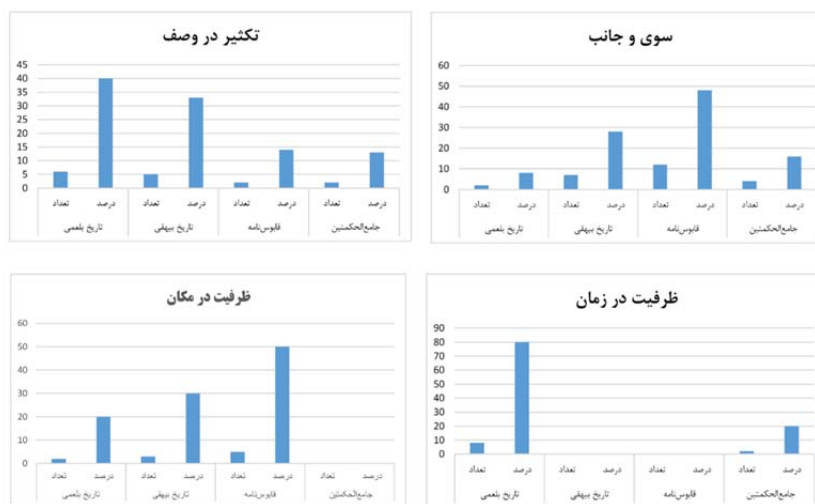 تکثیر در وصف
45
40
35
30
25
20
15
10
5
0
تعداد درصد تعداد درصد تعداد درصد تعداد درصد
تاریخ بلعمی تاریخ بیهقی قابوس‌نامه جامع‌الحکمتین
سوی و جانب
60
50
40
30
20
10
0
تعداد درصد تعداد درصد تعداد درصد تعداد درصد
تاریخ بلعمی تاریخ بیهقی قابوس‌نامه جامع‌الحکمتین
ظرفیت در مکان
60
50
40
30
20
10
0
تعداد درصد تعداد درصد تعداد درصد تعداد درصد
تاریخ بلعمی تاریخ بیهقی قابوس‌نامه جامع‌الحکمتین
ظرفیت در زمان
90
80
70
60
50
40
30
20
10
0
تعداد درصد تعداد درصد تعداد درصد تعداد درصد
تاریخ بلعمی تاریخ بیهقی قابوس‌نامه جامع‌الحکمتین